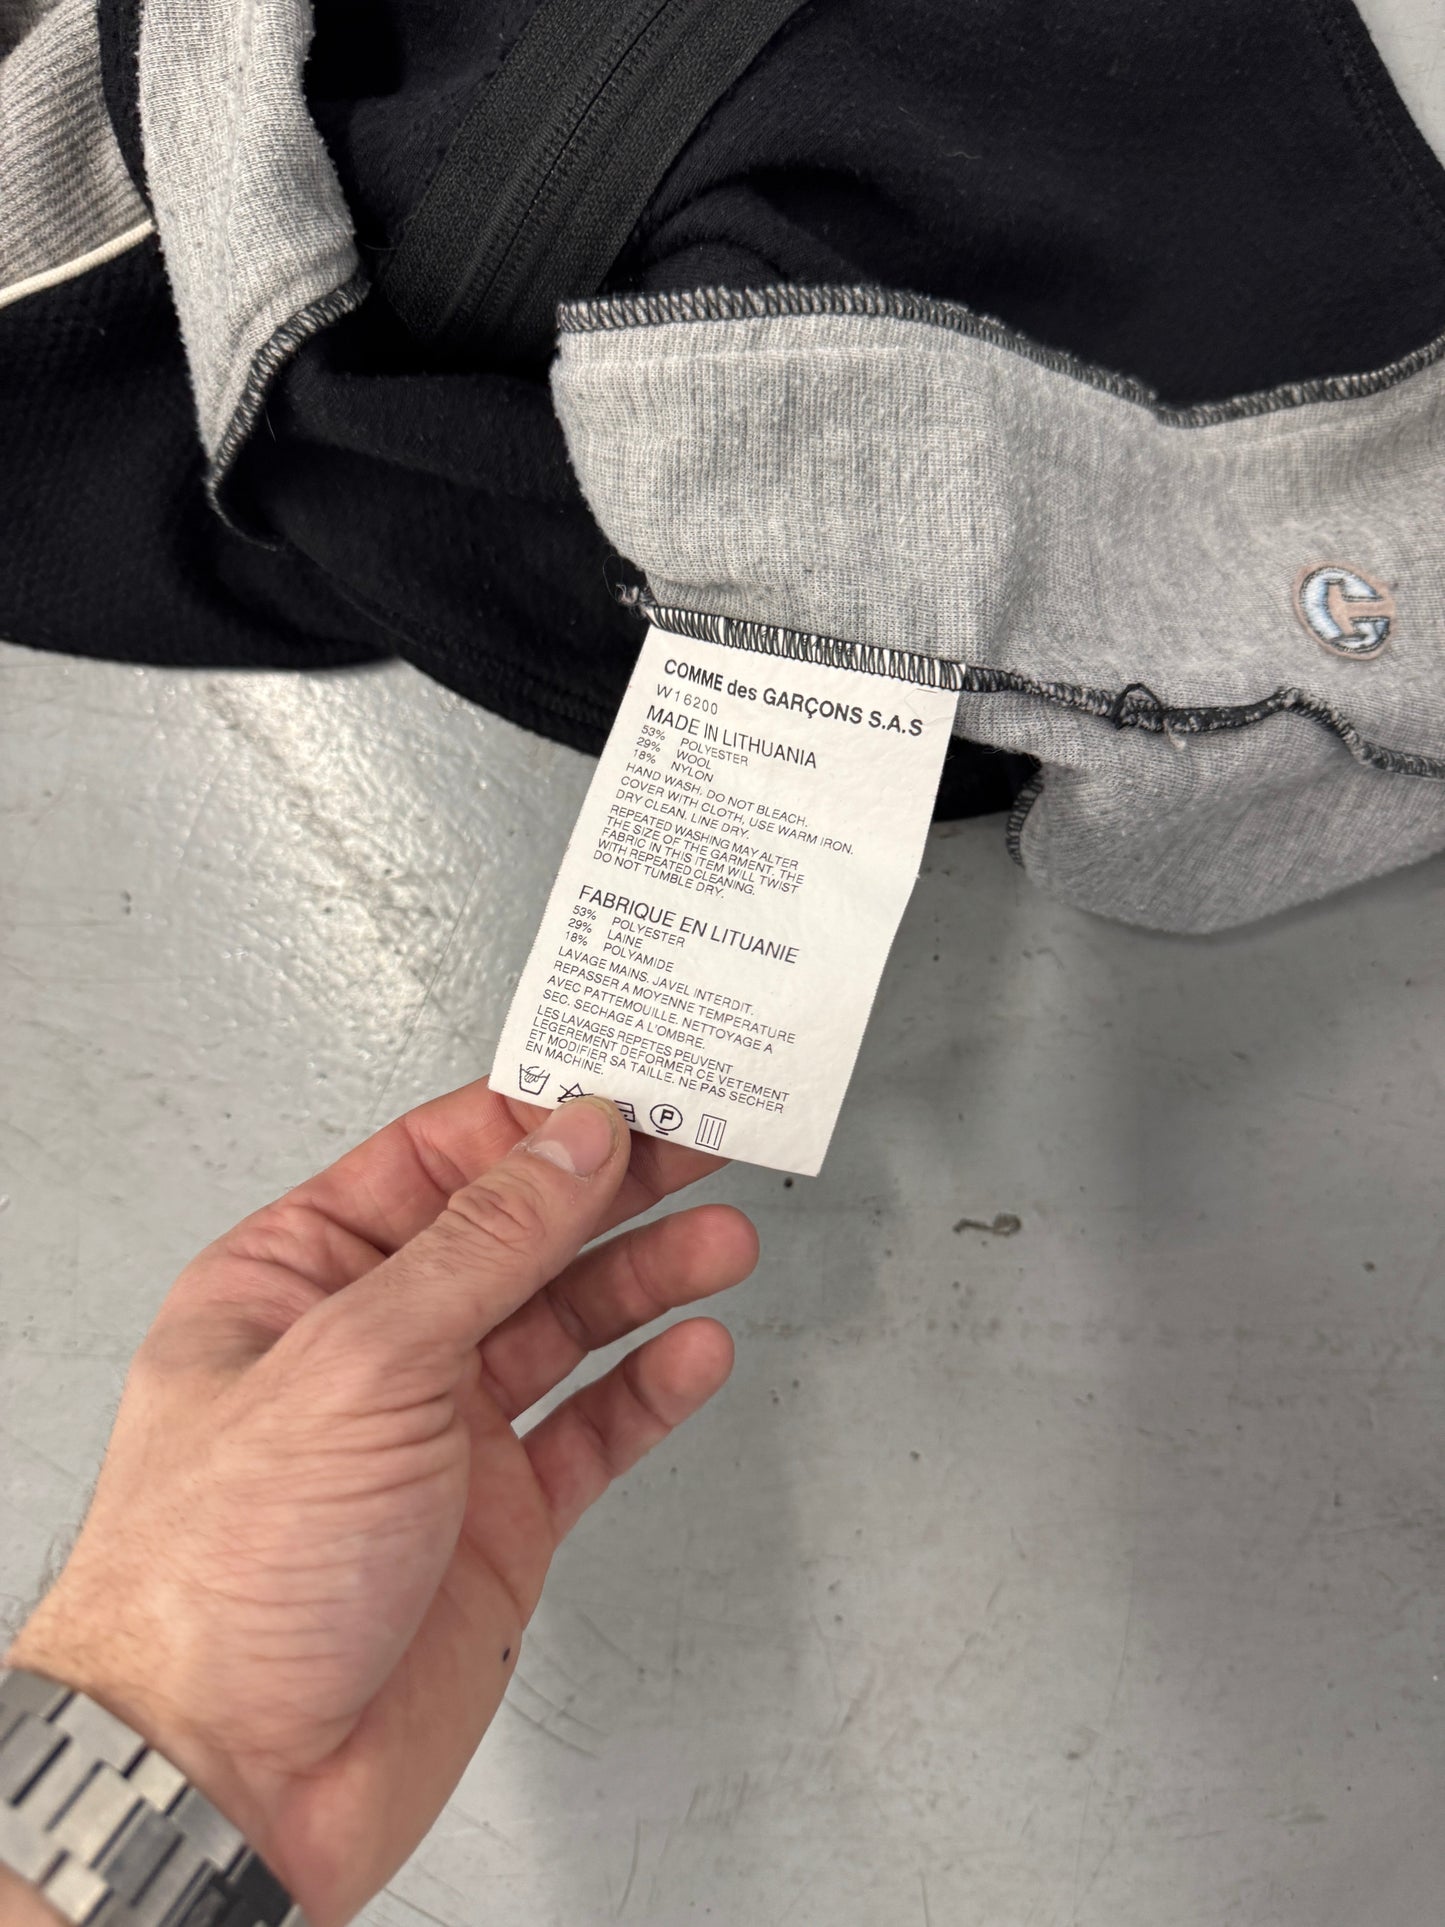 COMME des GARÇONS S.A.S
W16200
MADE IN LITHUANIA
53% POLYESTER
29% WOOL
18% NYLON
HAND WASH. DO NOT BLEACH.
COVER WITH CLOTH, USE WARM IRON.
DRY CLEAN. LINE DRY.
REPEATED WASHING MAY ALTER
THE SIZE OF THE GARMENT. THE
FABRIC IN THIS ITEM WILL TWIST
WITH REPEATED CLEANING.
DO NOT TUMBLE DRY.
FABRIQUE EN LITUANIE
53% POLYESTER
29% LAINE
18% POLYAMIDE
LAVAGE MAINS. JAVEL INTERDIT.
REPASSER A MOYENNE TEMPERATURE
AVEC PATTEMOUILLE. NETTOYAGE A
SEC. SECHAGE A L'OMBRE.
LES LAVAGES REPETES PEUVENT
LEGEREMENT DEFORMER CE VETEMENT
ET MODIFIER SA TAILLE. NE PAS SECHER
EN MACHINE.
P